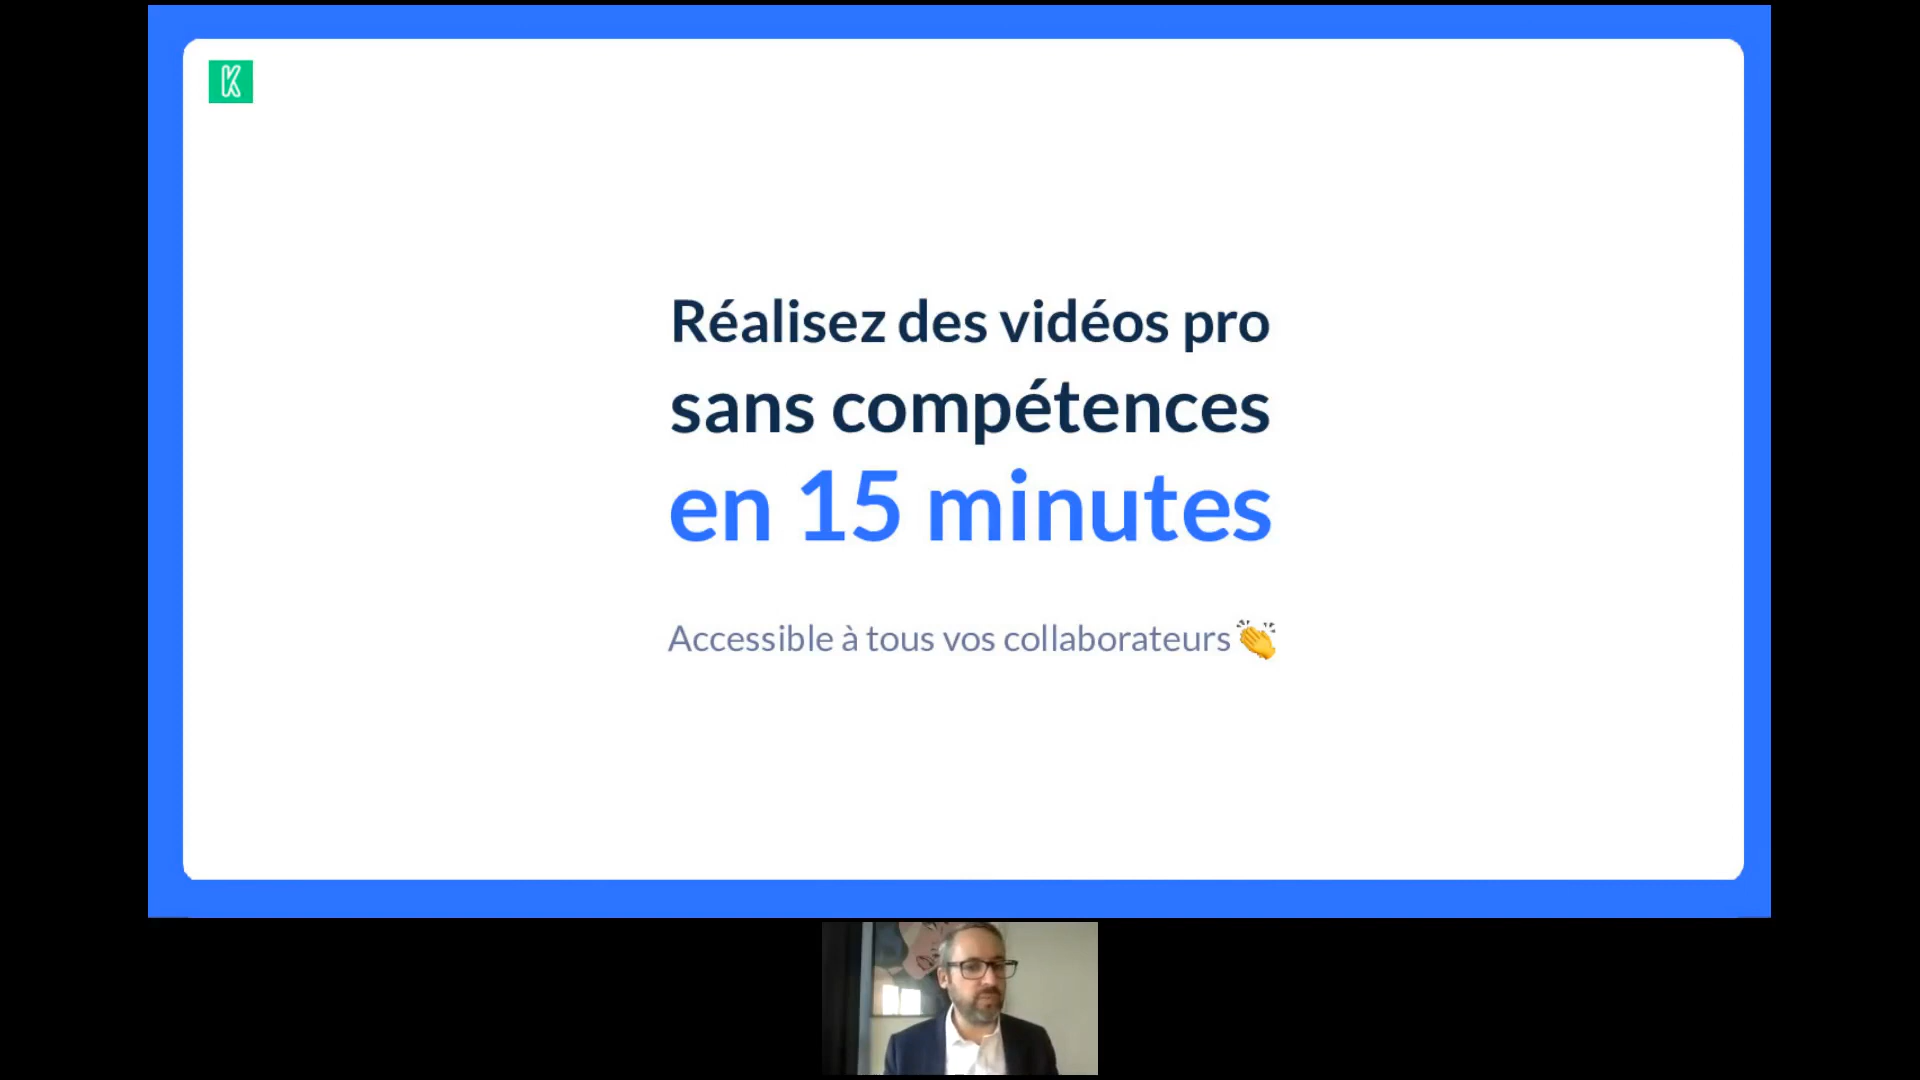 K
Réalisez des vidéos pro
sans compétences
en 15 minutes
Accessible à tous vos collaborateurs 👏